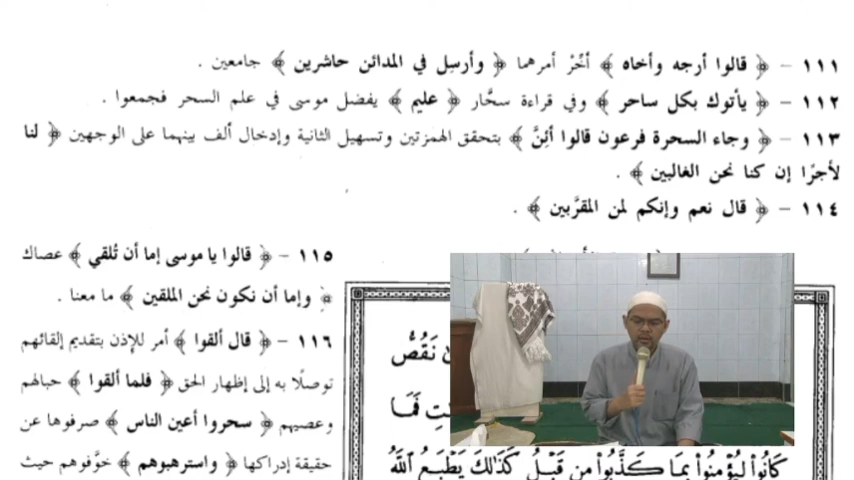 ١١١ – ﴿ قالوا أرجه وأخاه ﴾ أخِّرْ أمرهما ﴿ وأرسِل في المدائن حاشرين ﴾ جامعين .
١١٢ – ﴿ يأتوك بكل ساحر ﴾ وفي قراءة سحَّار ﴿ عليم ﴾ يفضل موسى في علم السحر فجمعوا .
١١٣ – ﴿ وجاء السحرة فرعون قالوا أئِنَّ ﴾ بتحقق الهمزتين وتسهيل الثانية وإدخال ألف بينهما على الوجهين ﴿ لنا
لأجرًا إن كنا نحن الغالبين ﴾ .
١١٤ – ﴿ قال نعم وإنكم لمن المقرَّبين ﴾ .
١١٥ – ﴿ قالوا يا موسى إما أن تُلقي ﴾ عصاك
﴿ وإما أن نكون نحن الملقين ﴾ ما معنا .
١١٦ – ﴿ قال ألقوا ﴾ أمر للإذن بتقديم إلقائهم
توصلًا به إلى إظهار الحق ﴿ فلما ألقوا ﴾ حبالهم
وعصيهم ﴿ سحروا أعين الناس ﴾ صرفوها عن
حقيقة إدراكها ﴿ واسترهبوهم ﴾ خوَّفوهم حيث
نَقُصُّ
فَمَا
كَانُوا۟ لِيُؤْمِنُوا۟ بِمَا كَذَّبُوا۟ مِن قَبْلُ كَذَٰلِكَ يَطْبَعُ ٱللَّهُ